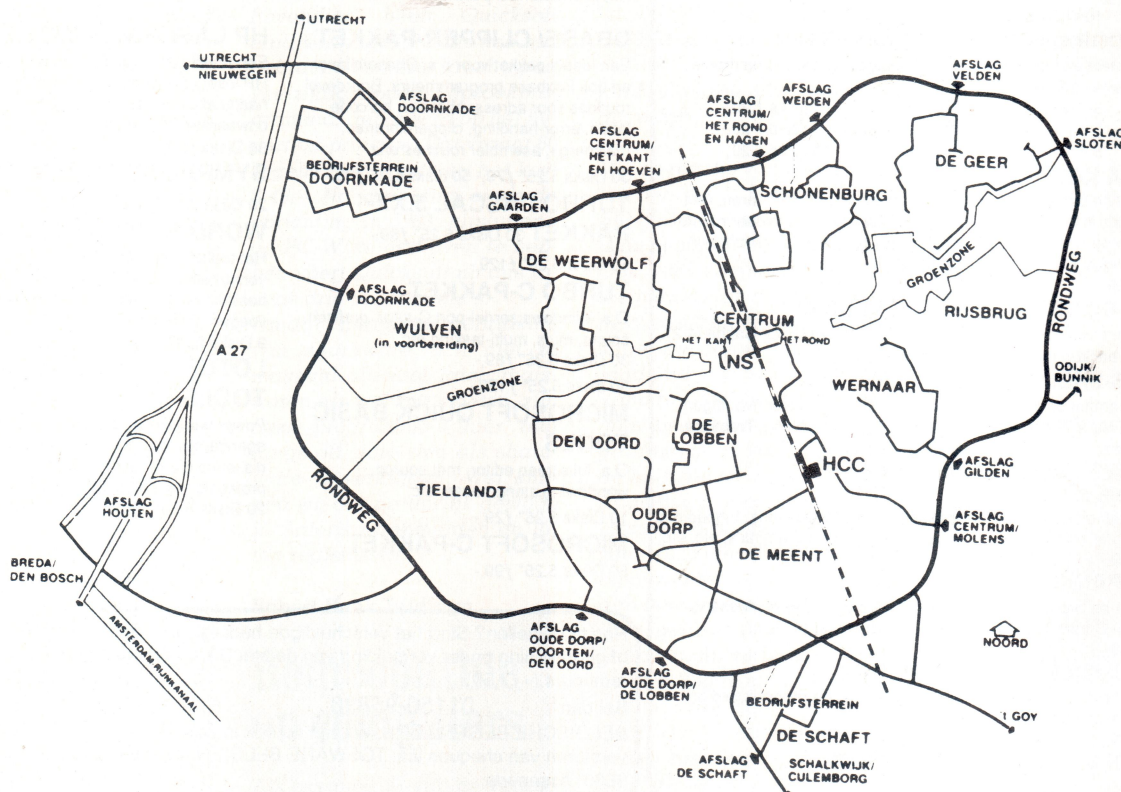 UTRECHT
UTRECHT
NIEUWEGEIN
AFSLAG
DOORNKADE
BEDRIJFSTERREIN
DOORNKADE
AFSLAG
GAARDEN
AFSLAG
CENTRUM/
HET KANT
EN HOEVEN
AFSLAG
CENTRUM/
HET ROND
EN HAGEN
AFSLAG
WEIDEN
AFSLAG
VELDEN
AFSLAG
SLOTEN
DE GEER
SCHONENBURG
DE WEERWOLF
GROENZONE
RIJSBRUG
RONDWEG
AFSLAG
DOORNKADE
WULVEN
(in voorbereiding)
CENTRUM
HET KANT
HET ROND
NS
A 27
GROENZONE
WERNAAR
ODIJK/
BUNNIK
DEN OORD
DE
LOBBEN
HCC
AFSLAG
GILDEN
TIELLANDT
RONDWEG
AFSLAG
HOUTEN
OUDE
DORP
DE MEENT
AFSLAG
CENTRUM/
MOLENS
BREDA/
DEN BOSCH
AMSTERDAM RIJNKANAAL
AFSLAG
OUDE DORP/
POORTEN/
DEN OORD
AFSLAG
OUDE DORP/
DE LOBBEN
NOORD
BEDRIJFSTERREIN
DE SCHAFT
t GOY
AFSLAG
DE SCHAFT
SCHALKWIJK/
CULEMBORG